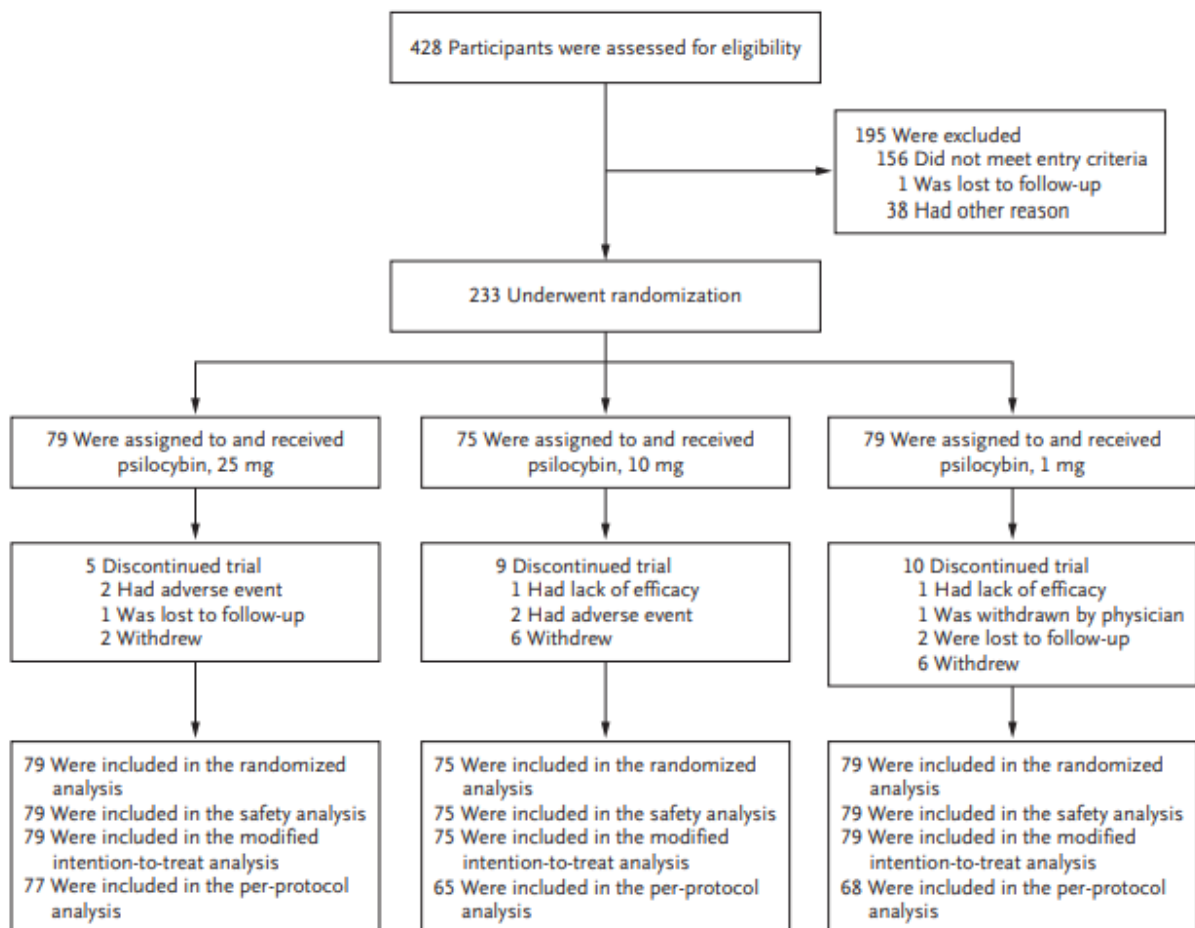 428 Participants were assessed for eligibility
195 Were excluded
156 Did not meet entry criteria
1 Was lost to follow-up
38 Had other reason
233 Underwent randomization
79 Were assigned to and received
psilocybin, 25 mg
75 Were assigned to and received
psilocybin, 10 mg
79 Were assigned to and received
psilocybin, 1 mg
5 Discontinued trial
2 Had adverse event
1 Was lost to follow-up
2 Withdrew
9 Discontinued trial
1 Had lack of efficacy
2 Had adverse event
6 Withdrew
10 Discontinued trial
1 Had lack of efficacy
1 Was withdrawn by physician
2 Were lost to follow-up
6 Withdrew
79 Were included in the randomized
analysis
79 Were included in the safety analysis
79 Were included in the modified
intention-to-treat analysis
77 Were included in the per-protocol
analysis
75 Were included in the randomized
analysis
75 Were included in the safety analysis
75 Were included in the modified
intention-to-treat analysis
65 Were included in the per-protocol
analysis
79 Were included in the randomized
analysis
79 Were included in the safety analysis
79 Were included in the modified
intention-to-treat analysis
68 Were included in the per-protocol
analysis